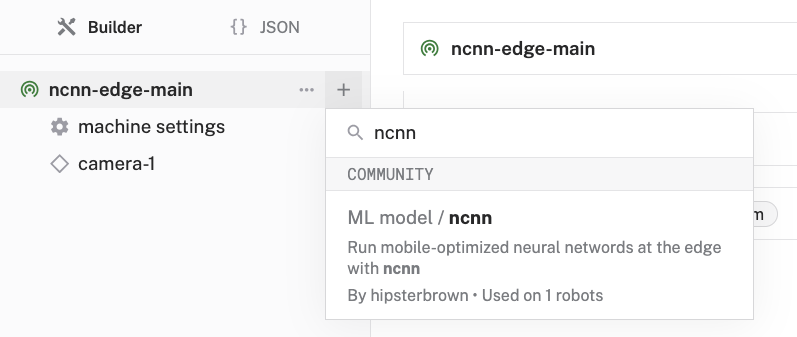 Builder
{} JSON
ncnn-edge-main
ncnn-edge-main
machine settings
camera-1
ncnn
COMMUNITY
ML model / ncnn
Run mobile-optimized neural networds at the edge
with ncnn
By hipsterbrown • Used on 1 robots
m